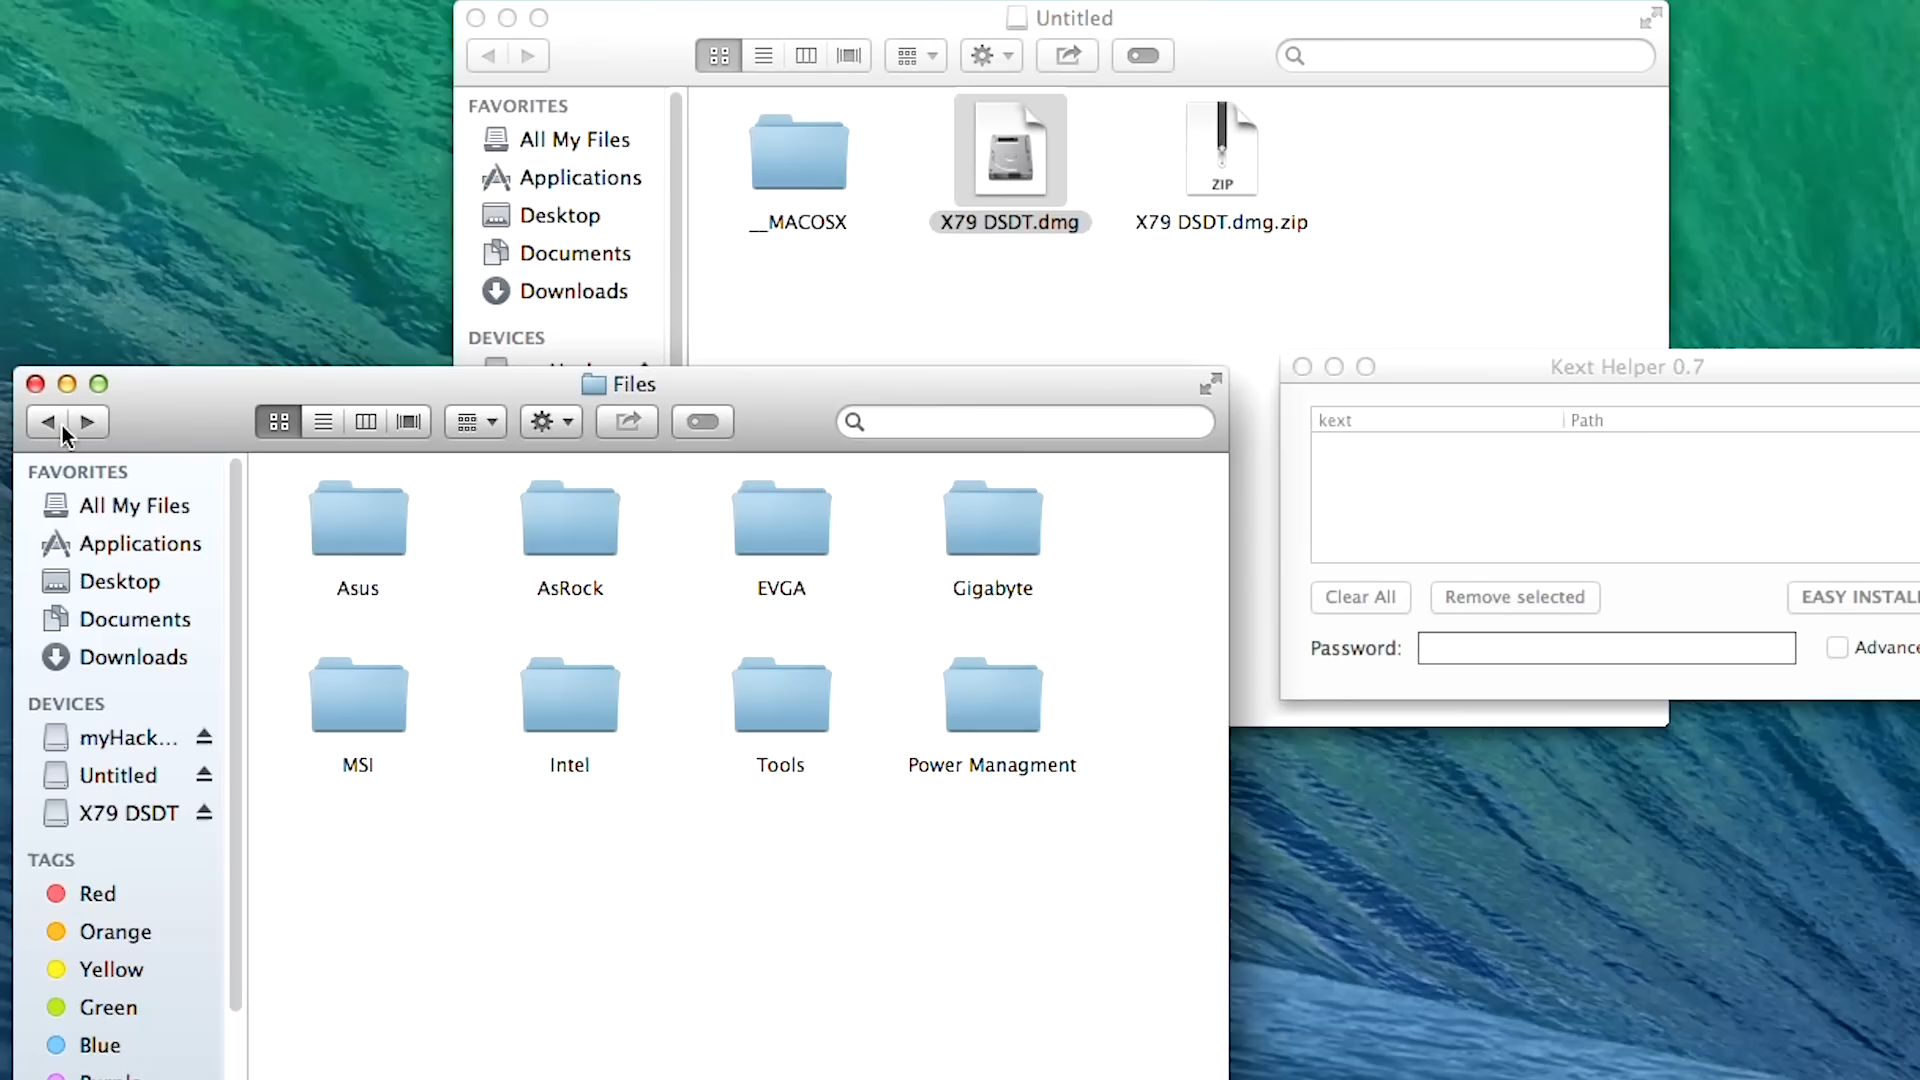 Untitled
FAVORITES
All My Files
Applications
Desktop
Documents
Downloads
DEVICES
__MACOSX
X79 DSDT.dmg
ZIP
X79 DSDT.dmg.zip
Files
FAVORITES
All My Files
Applications
Desktop
Documents
Downloads
DEVICES
myHack...
Untitled
X79 DSDT
TAGS
Red
Orange
Yellow
Green
Blue
Asus
AsRock
EVGA
Gigabyte
MSI
Intel
Tools
Power Managment
Kext Helper 0.7
kext
Path
Clear All
Remove selected
EASY INSTAL
Password:
Advance